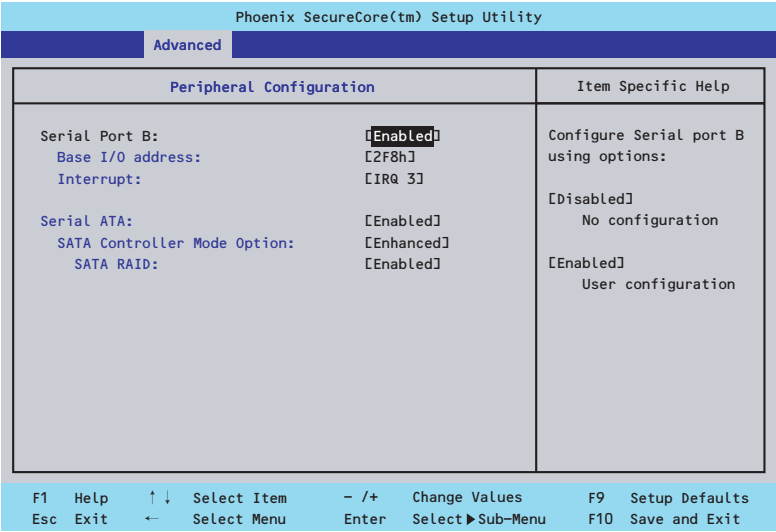 Phoenix SecureCore(tm) Setup Utility
Advanced
Peripheral Configuration
Item Specific Help
Serial Port B: [Enabled]
Base I/O address: [2F8h]
Interrupt: [IRQ 3]
Serial ATA: [Enabled]
SATA Controller Mode Option: [Enhanced]
SATA RAID: [Enabled]
Configure Serial port B
using options:
[Disabled]
No configuration
[Enabled]
User configuration
F1 Help ↑↓ Select Item - /+ Change Values F9 Setup Defaults
Esc Exit ← Select Menu Enter Select▶Sub-Menu F10 Save and Exit